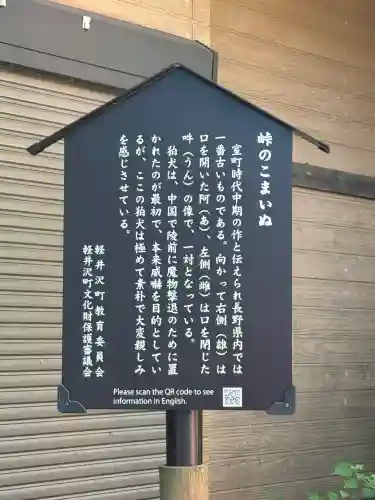 峠のこまいぬ
室町時代中期の作と伝えられ長野県内では
一番古いものである。向かって右側（雄）は
口を開いた阿（あ）、左側（雌）は口を閉じた
吽（うん）の像で、一対となっている。
狛犬は、中国で陵前に魔物撃退のために置
かれたのが最初で、本来威嚇を目的としてい
るが、ここの狛犬は極めて素朴で大変親しみ
を感じさせている。
軽井沢町教育委員会
軽井沢町文化財保護審議会
Please scan the QR code to see
information in English.